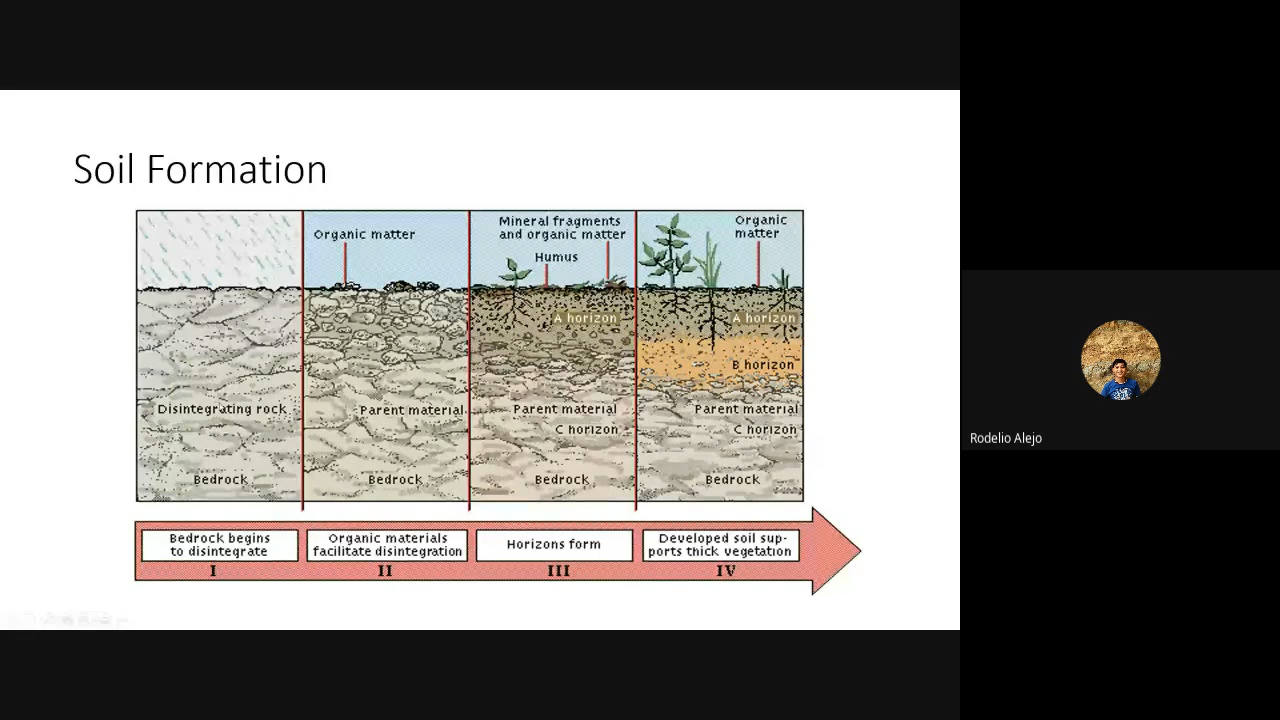 Soil Formation
Organic matter
Mineral fragments
and organic matter
Humus
Organic
matter
A horizon
A horizon
B horizon
Disintegrating rock
Parent material
Parent material
C horizon
Parent material
C horizon
Bedrock
Bedrock
Bedrock
Bedrock
Bedrock begins
to disintegrate
I
Organic materials
facilitate disintegration
II
Horizons form
III
Developed soil sup-
ports thick vegetation
IV
Rodelio Alejo